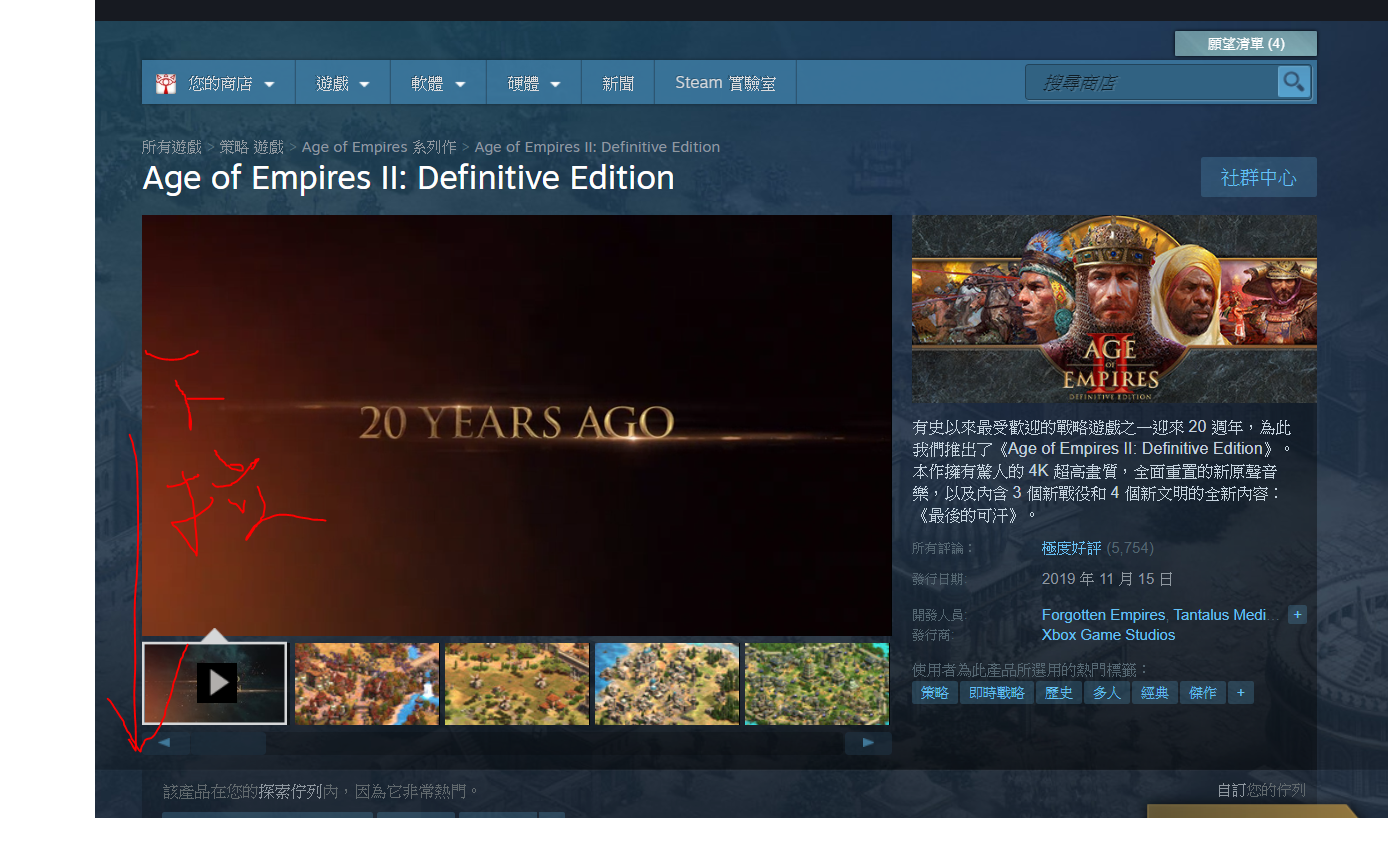 願望清單 (4)
您的商店 遊戲 軟體 硬體 新聞 Steam 實驗室 搜尋商店
所有遊戲 > 策略 遊戲 > Age of Empires 系列作 > Age of Empires II: Definitive Edition
Age of Empires II: Definitive Edition
社群中心
20 YEARS AGO
AGE
OF
EMPIRES
II
DEFINITIVE EDITION
有史以來最受歡迎的戰略遊戲之一迎來 20 週年，為此
我們推出了《Age of Empires II: Definitive Edition》。
本作擁有驚人的 4K 超高畫質，全面重置的新原聲音
樂，以及內含 3 個新戰役和 4 個新文明的全新內容：
《最後的可汗》。
所有評論： 極度好評 (5,754)
發行日期: 2019 年 11 月 15 日
開發人員: Forgotten Empires, Tantalus Medi... +
發行商: Xbox Game Studios
使用者為此產品所選用的熱門標籤：
策略 即時戰略 歷史 多人 經典 傑作 +
下
該產品在您的探索佇列內，因為它非常熱門。
自訂您的佇列